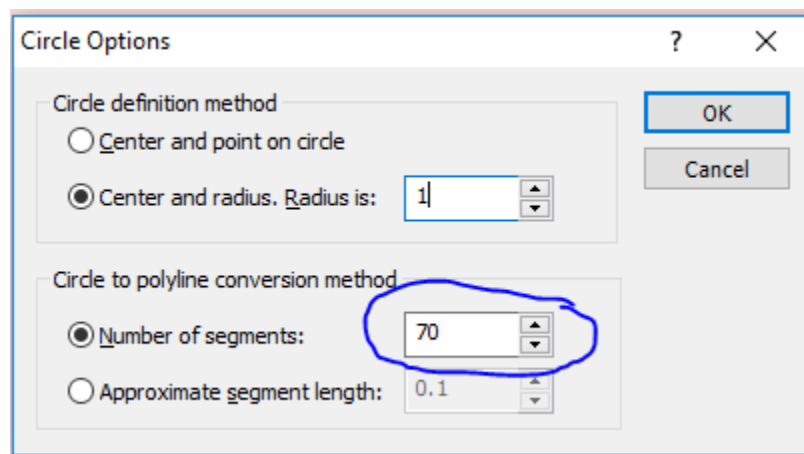 Circle Options ?
Circle definition method
Center and point on circle
Center and radius. Radius is: 1
OK
Cancel
Circle to polyline conversion method
Number of segments: 70
Approximate segment length: 0.1